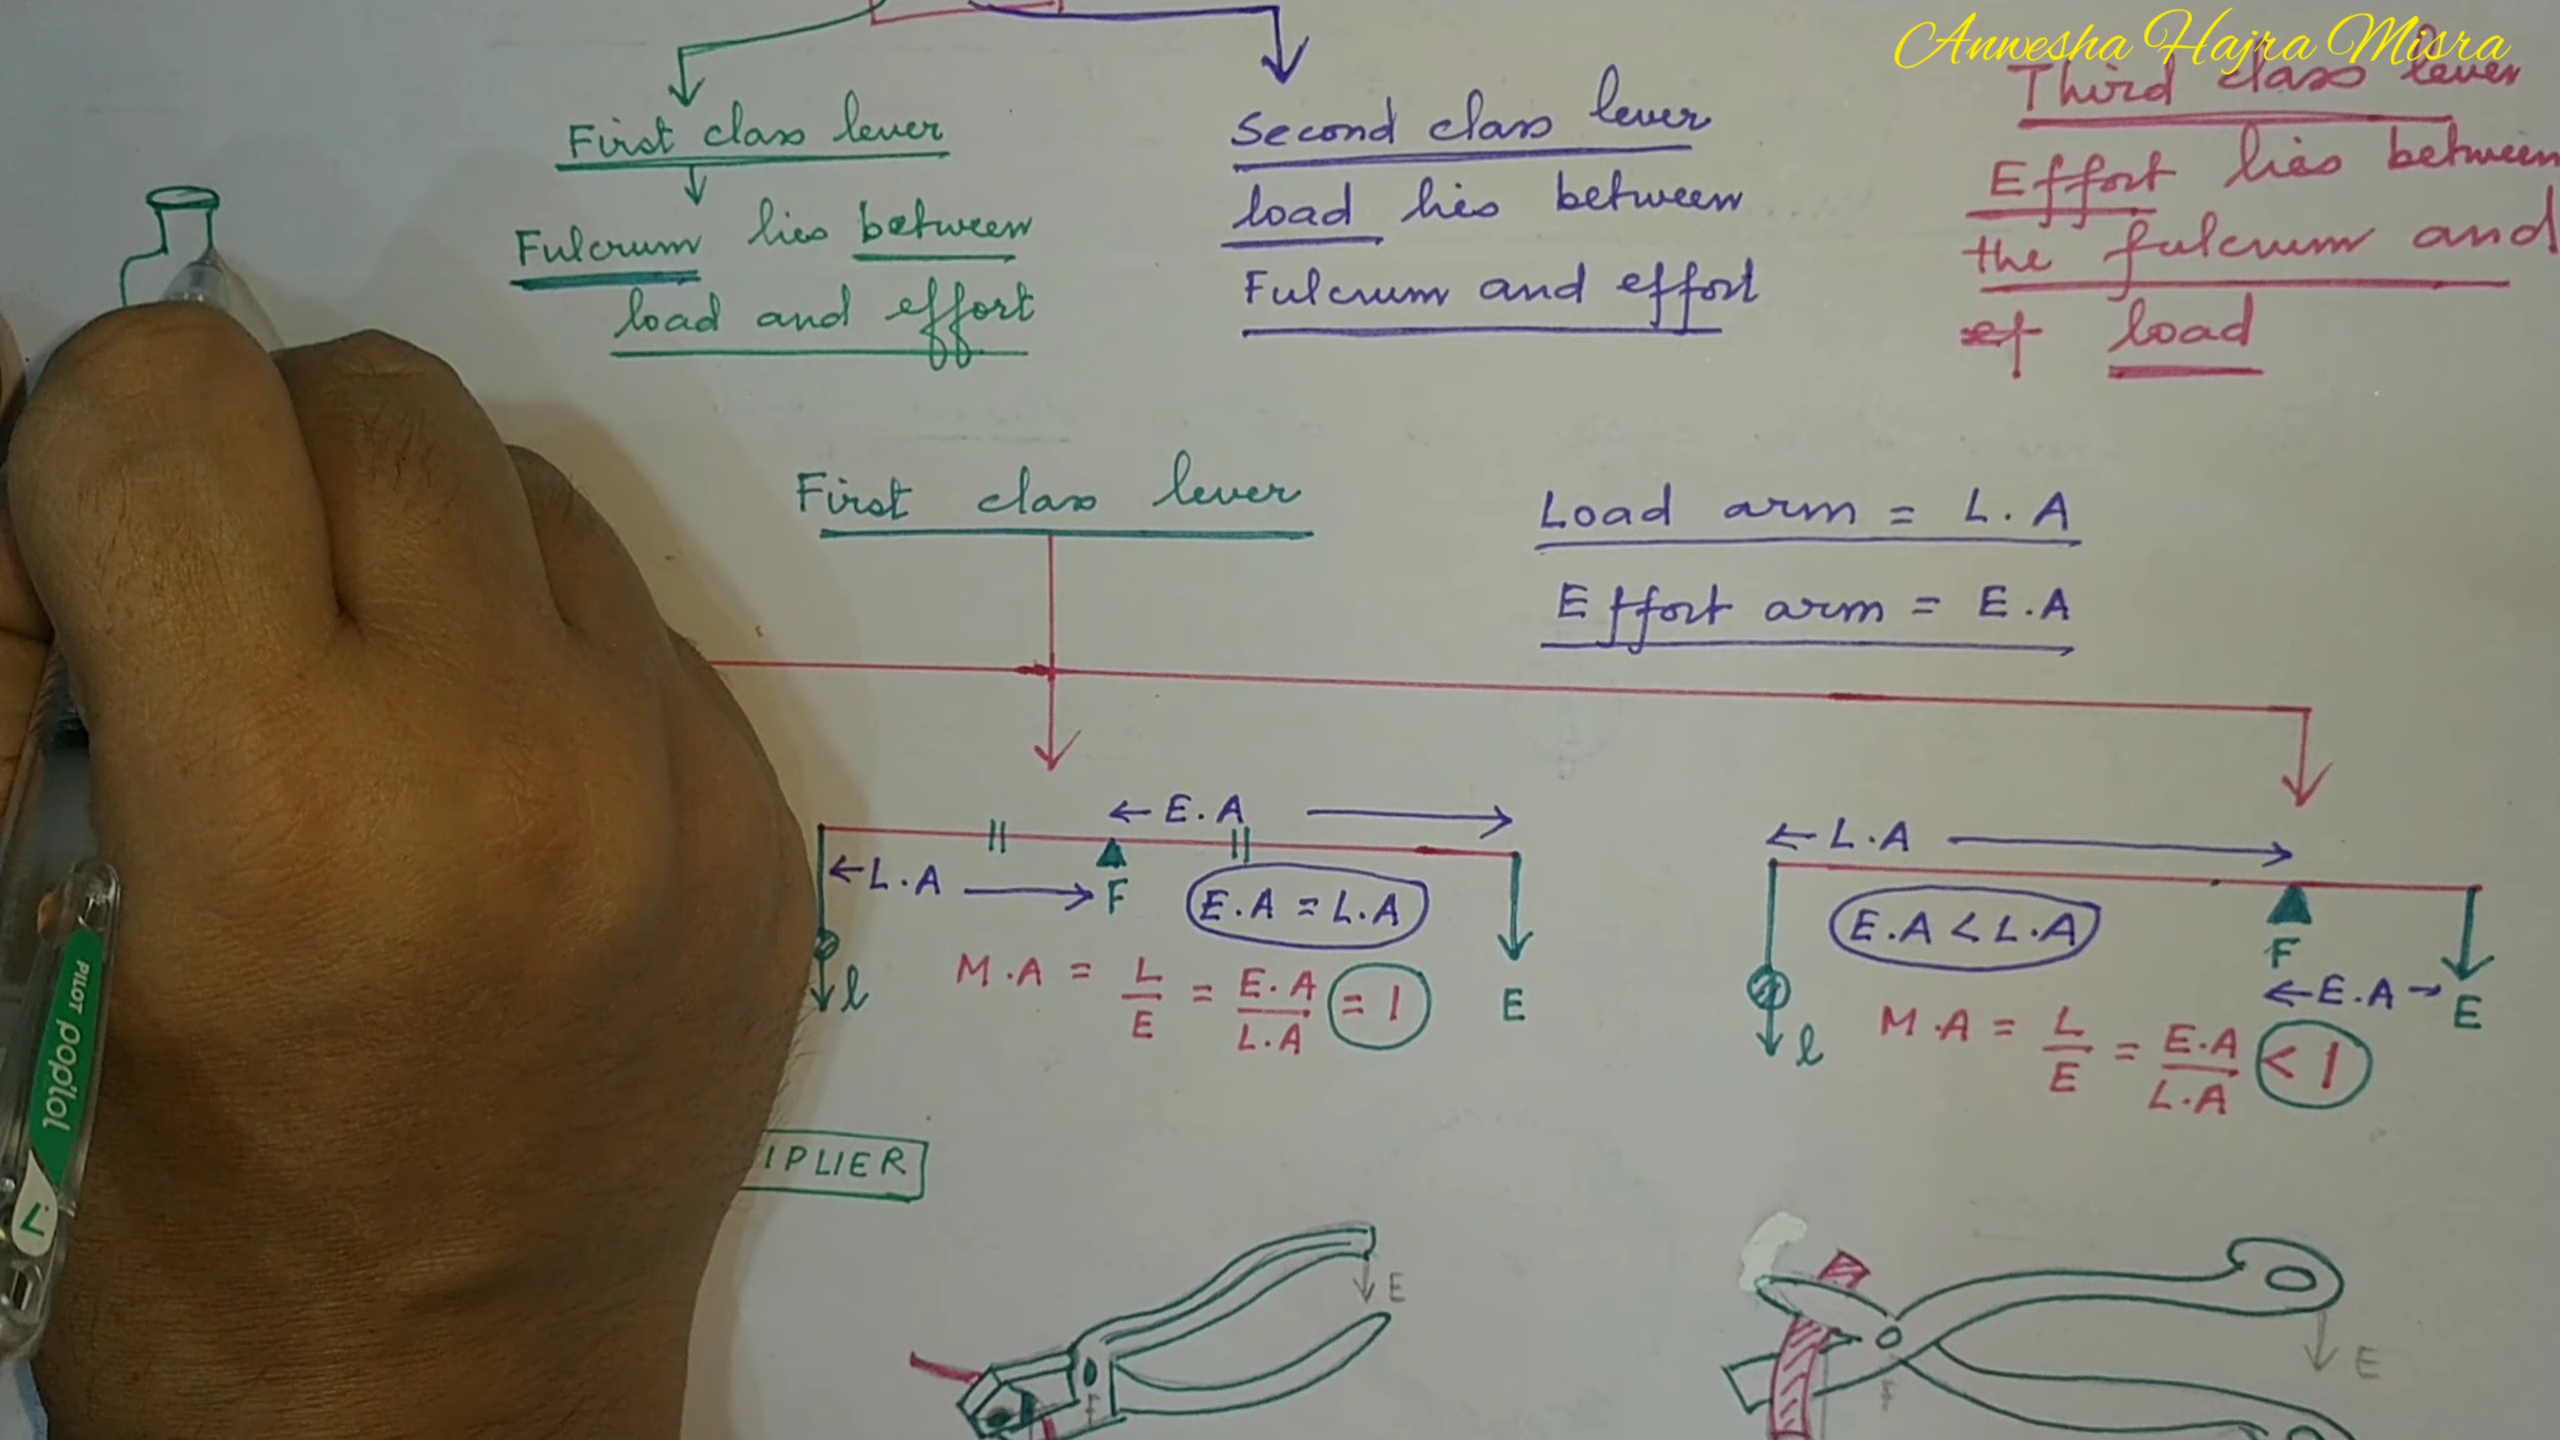 Anwesha Hajra Misra
First class lever
Fulcrum lies between
load and effort
Second class lever
load lies between
Fulcrum and effort
Third class lever
Effort lies between
the fulcrum and
load
First class lever
Load arm = L.A
Effort arm = E.A
← E.A →
← L.A →
F
E.A = L.A
l
M.A = L/E = E.A/L.A = 1
E
← L.A →
E.A < L.A
F
← E.A →
E
l
M.A = L/E = E.A/L.A < 1
IPLIER
E
F
E
F
PILOT poplol
7